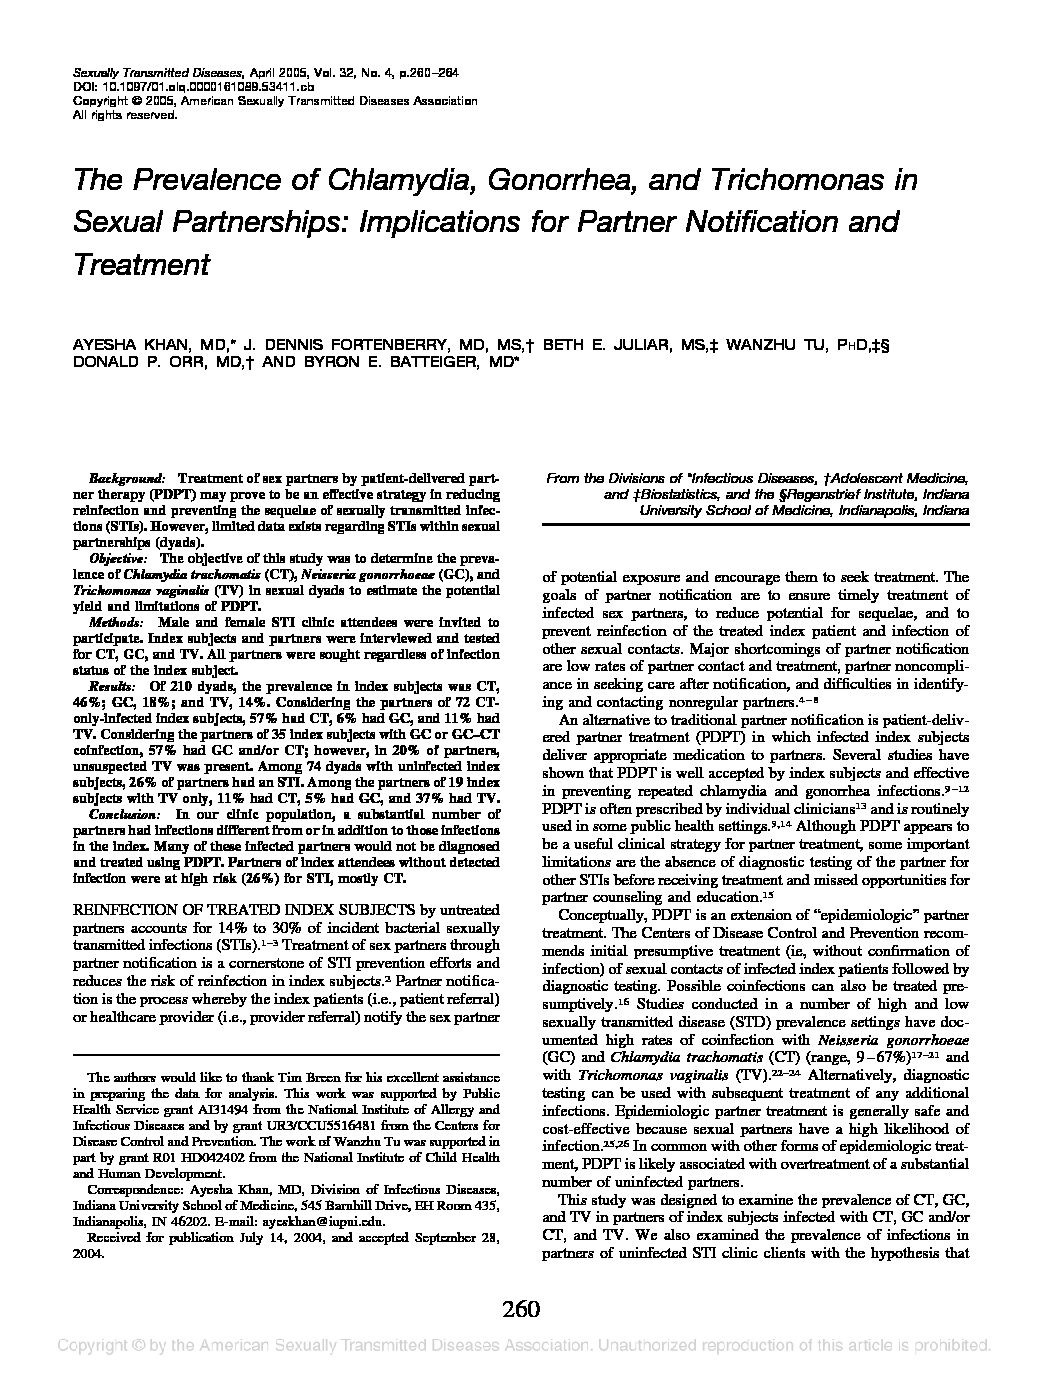 Sexually Transmitted Diseases, April 2005, Vol. 32, No. 4, p.260–264
DOI: 10.1097/01.olq.0000161089.53411.cb
Copyright © 2005, American Sexually Transmitted Diseases Association
All rights reserved.
The Prevalence of Chlamydia, Gonorrhea, and Trichomonas in
Sexual Partnerships: Implications for Partner Notification and
Treatment
AYESHA KHAN, MD,* J. DENNIS FORTENBERRY, MD, MS,† BETH E. JULIAR, MS,‡ WANZHU TU, PHD,‡§
DONALD P. ORR, MD,† AND BYRON E. BATTEIGER, MD*
Background: Treatment of sex partners by patient-delivered part-
ner therapy (PDPT) may prove to be an effective strategy in reducing
reinfection and preventing the sequelae of sexually transmitted infec-
tions (STIs). However, limited data exists regarding STIs within sexual
partnerships (dyads).
Objective: The objective of this study was to determine the preva-
lence of Chlamydia trachomatis (CT), Neisseria gonorrhoeae (GC), and
Trichomonas vaginalis (TV) in sexual dyads to estimate the potential
yield and limitations of PDPT.
Methods: Male and female STI clinic attendees were invited to
participate. Index subjects and partners were interviewed and tested
for CT, GC, and TV. All partners were sought regardless of infection
status of the index subject.
Results: Of 210 dyads, the prevalence in index subjects was CT,
46%; GC, 18%; and TV, 14%. Considering the partners of 72 CT-
only-infected index subjects, 57% had CT, 6% had GC, and 11% had
TV. Considering the partners of 35 index subjects with GC or GC–CT
coinfection, 57% had GC and/or CT; however, in 20% of partners,
unsuspected TV was present. Among 74 dyads with uninfected index
subjects, 26% of partners had an STI. Among the partners of 19 index
subjects with TV only, 11% had CT, 5% had GC, and 37% had TV.
Conclusion: In our clinic population, a substantial number of
partners had infections different from or in addition to those infections
in the index. Many of these infected partners would not be diagnosed
and treated using PDPT. Partners of index attendees without detected
infection were at high risk (26%) for STI, mostly CT.
REINFECTION OF TREATED INDEX SUBJECTS by untreated
partners accounts for 14% to 30% of incident bacterial sexually
transmitted infections (STIs).1–3 Treatment of sex partners through
partner notification is a cornerstone of STI prevention efforts and
reduces the risk of reinfection in index subjects.2 Partner notifica-
tion is the process whereby the index patients (i.e., patient referral)
or healthcare provider (i.e., provider referral) notify the sex partner
The authors would like to thank Tim Breen for his excellent assistance
in preparing the data for analysis. This work was supported by Public
Health Service grant AI31494 from the National Institute of Allergy and
Infectious Diseases and by grant UR3/CCU5516481 from the Centers for
Disease Control and Prevention. The work of Wanzhu Tu was supported in
part by grant R01 HD042402 from the National Institute of Child Health
and Human Development.
Correspondence: Ayesha Khan, MD, Division of Infectious Diseases,
Indiana University School of Medicine, 545 Barnhill Drive, EH Room 435,
Indianapolis, IN 46202. E-mail: ayeskhan@iupui.edu.
Received for publication July 14, 2004, and accepted September 28,
2004.
From the Divisions of *Infectious Diseases, †Adolescent Medicine,
and ‡Biostatistics, and the §Regenstrief Institute, Indiana
University School of Medicine, Indianapolis, Indiana
of potential exposure and encourage them to seek treatment. The
goals of partner notification are to ensure timely treatment of
infected sex partners, to reduce potential for sequelae, and to
prevent reinfection of the treated index patient and infection of
other sexual contacts. Major shortcomings of partner notification
are low rates of partner contact and treatment, partner noncompli-
ance in seeking care after notification, and difficulties in identify-
ing and contacting nonregular partners.4–8
An alternative to traditional partner notification is patient-deliv-
ered partner treatment (PDPT) in which infected index subjects
deliver appropriate medication to partners. Several studies have
shown that PDPT is well accepted by index subjects and effective
in preventing repeated chlamydia and gonorrhea infections.9–12
PDPT is often prescribed by individual clinicians13 and is routinely
used in some public health settings.9,14 Although PDPT appears to
be a useful clinical strategy for partner treatment, some important
limitations are the absence of diagnostic testing of the partner for
other STIs before receiving treatment and missed opportunities for
partner counseling and education.15
Conceptually, PDPT is an extension of “epidemiologic” partner
treatment. The Centers of Disease Control and Prevention recom-
mends initial presumptive treatment (ie, without confirmation of
infection) of sexual contacts of infected index patients followed by
diagnostic testing. Possible coinfections can also be treated pre-
sumptively.16 Studies conducted in a number of high and low
sexually transmitted disease (STD) prevalence settings have doc-
umented high rates of coinfection with Neisseria gonorrhoeae
(GC) and Chlamydia trachomatis (CT) (range, 9–67%)17–21 and
with Trichomonas vaginalis (TV).22–24 Alternatively, diagnostic
testing can be used with subsequent treatment of any additional
infections. Epidemiologic partner treatment is generally safe and
cost-effective because sexual partners have a high likelihood of
infection.25,26 In common with other forms of epidemiologic treat-
ment, PDPT is likely associated with overtreatment of a substantial
number of uninfected partners.
This study was designed to examine the prevalence of CT, GC,
and TV in partners of index subjects infected with CT, GC and/or
CT, and TV. We also examined the prevalence of infections in
partners of uninfected STI clinic clients with the hypothesis that
260
Copyright © by the American Sexually Transmitted Diseases Association. Unauthorized reproduction of this article is prohibited.